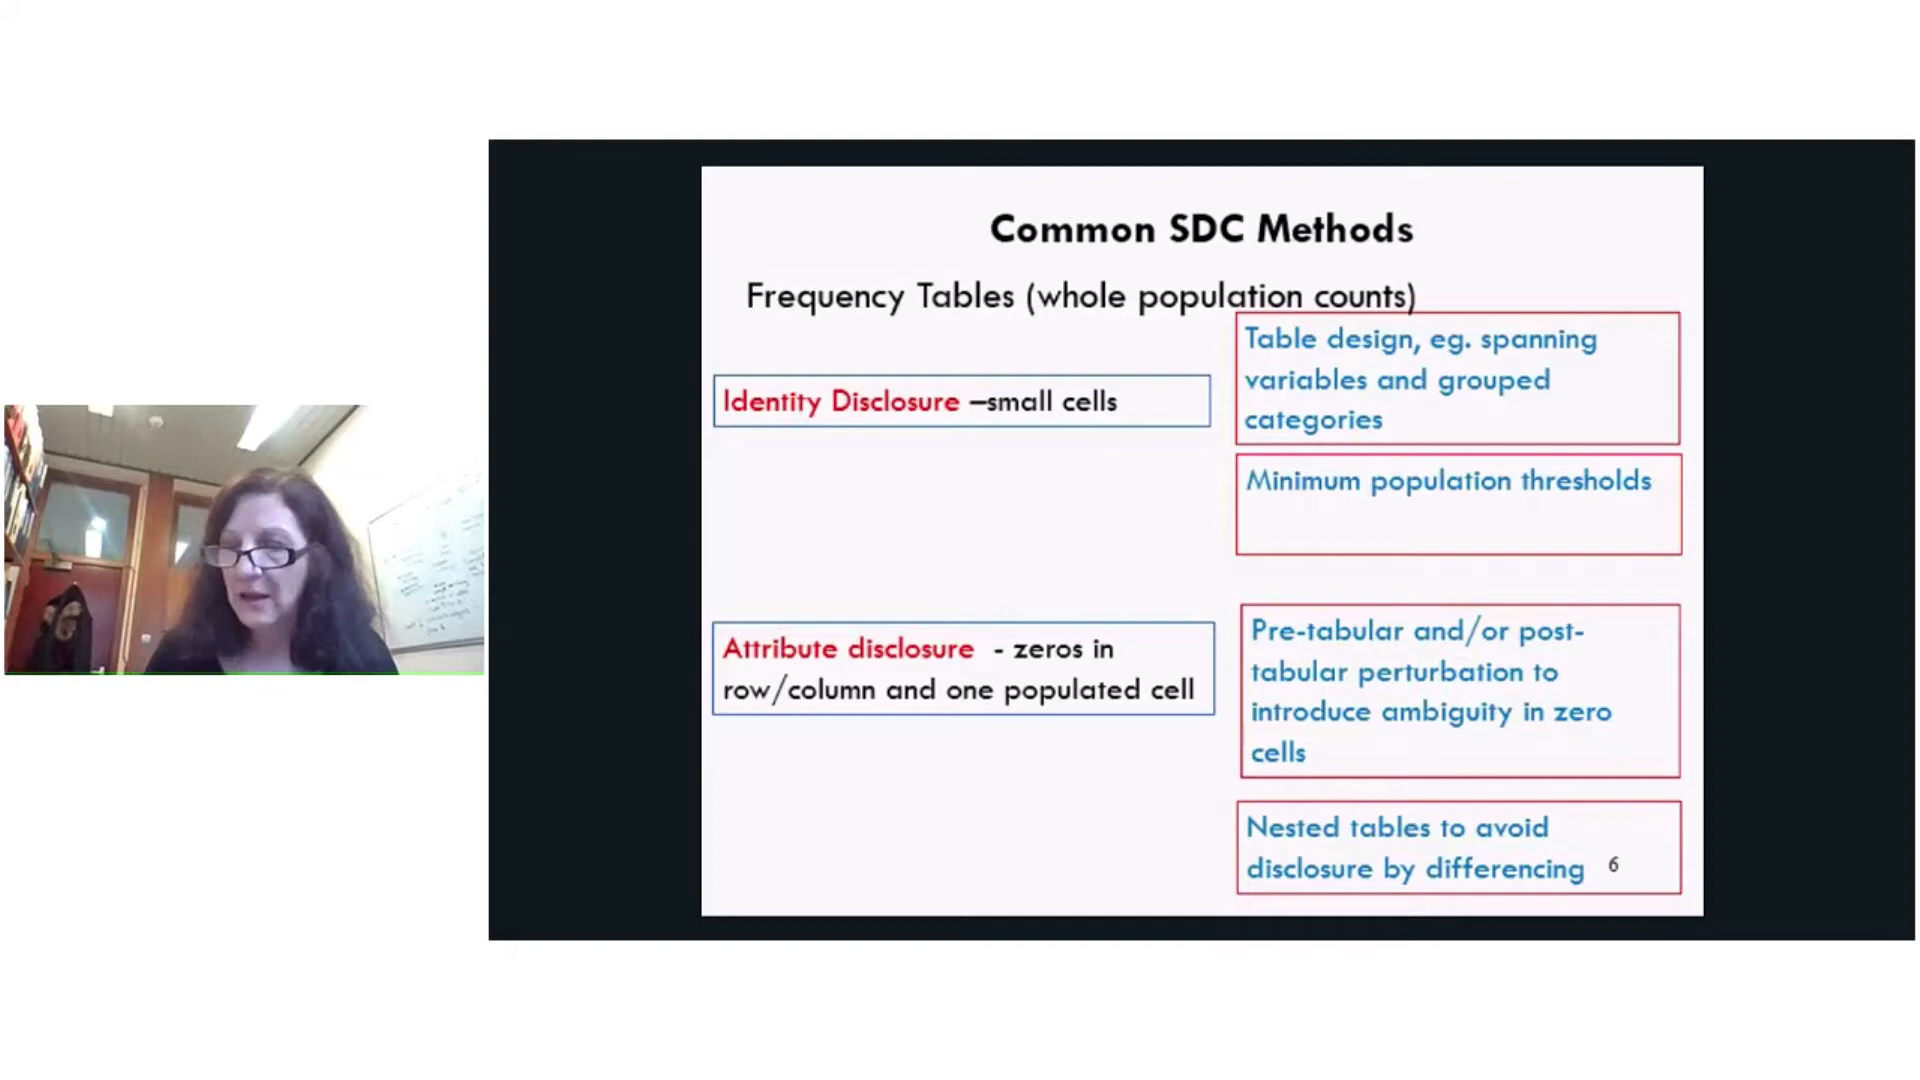 Common SDC Methods
Frequency Tables (whole population counts)
Identity Disclosure –small cells
Table design, eg. spanning
variables and grouped
categories
Minimum population thresholds
Attribute disclosure - zeros in
row/column and one populated cell
Pre-tabular and/or post-
tabular perturbation to
introduce ambiguity in zero
cells
Nested tables to avoid
disclosure by differencing
6